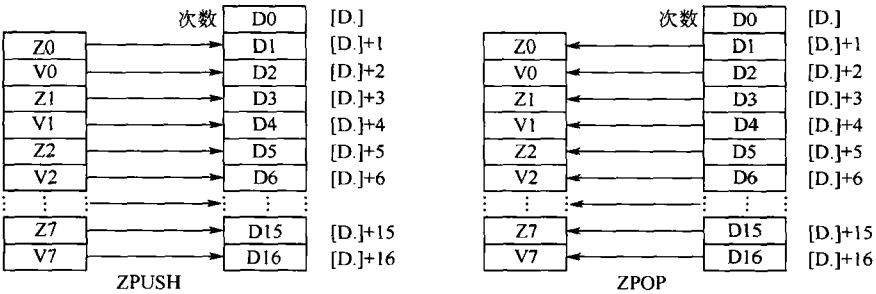 次数 D0 [D.]
Z0 D1 [D.]+1
V0 D2 [D.]+2
Z1 D3 [D.]+3
V1 D4 [D.]+4
Z2 D5 [D.]+5
V2 D6 [D.]+6
Z7 D15 [D.]+15
V7 D16 [D.]+16
ZPUSH
次数 D0 [D.]
Z0 D1 [D.]+1
V0 D2 [D.]+2
Z1 D3 [D.]+3
V1 D4 [D.]+4
Z2 D5 [D.]+5
V2 D6 [D.]+6
Z7 D15 [D.]+15
V7 D16 [D.]+16
ZPOP